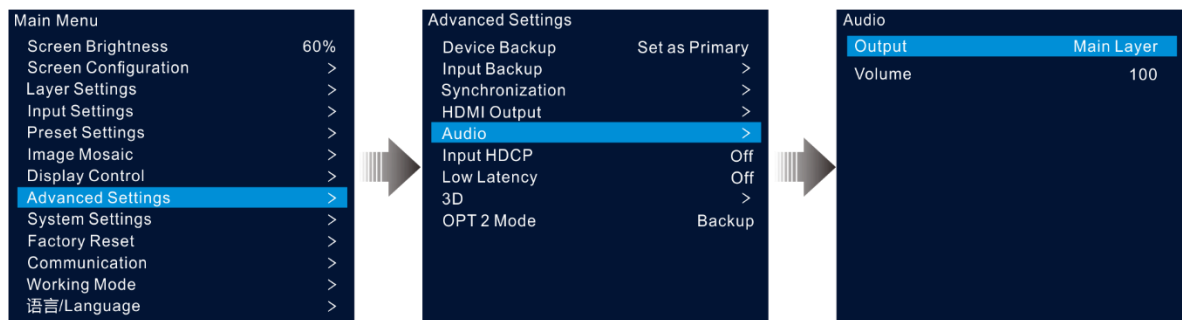 Main Menu
Screen Brightness 60%
Screen Configuration >
Layer Settings >
Input Settings >
Preset Settings >
Image Mosaic >
Display Control >
Advanced Settings >
System Settings >
Factory Reset >
Communication >
Working Mode >
语言/Language >
Advanced Settings
Device Backup Set as Primary
Input Backup >
Synchronization >
HDMI Output >
Audio >
Input HDCP Off
Low Latency Off
3D >
OPT 2 Mode Backup
Audio
Output Main Layer
Volume 100